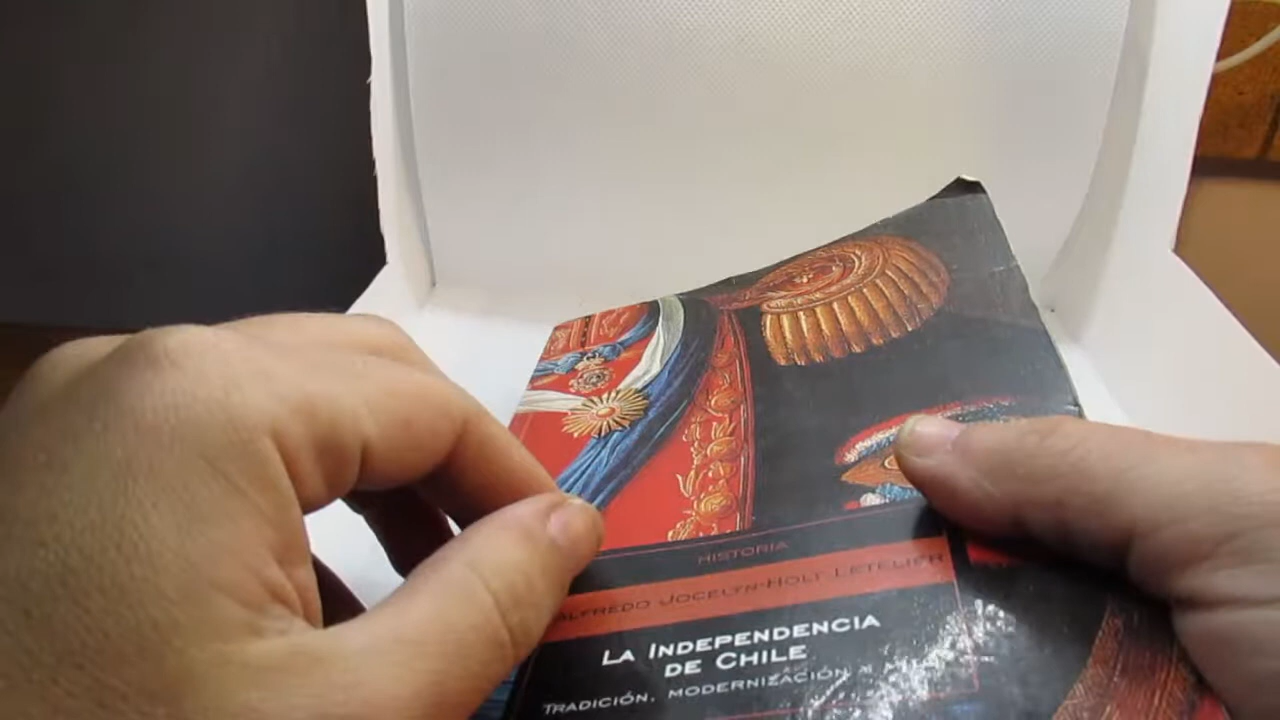 HISTORIA
ALFREDO JOCELYN-HOLT LETELIER
LA INDEPENDENCIA
DE CHILE
TRADICIÓN, MODERNIZACIÓN